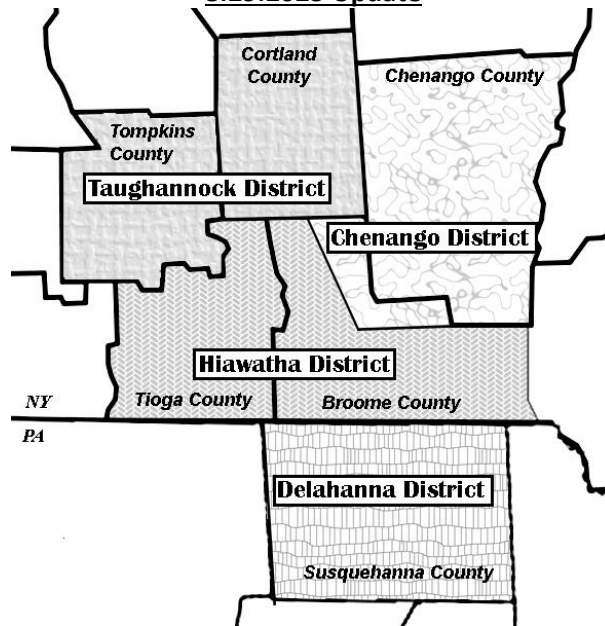 Update
Cortland
County
Chenango County
Tompkins
County
Taughannock District
Chenango District
Hiawatha District
Tioga County
Broome County
NY
PA
Delahanna District
Susquehanna County